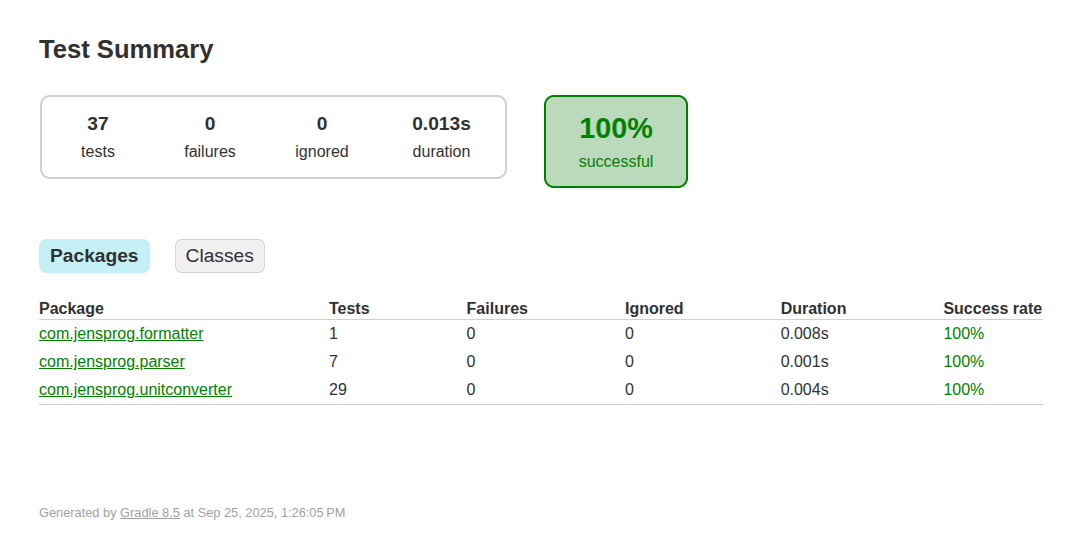 Test Summary
37 0 0 0.013s
tests failures ignored duration
100%
successful
Packages Classes
Package Tests Failures Ignored Duration Success rate
com.jensprog.formatter 1 0 0 0.008s 100%
com.jensprog.parser 7 0 0 0.001s 100%
com.jensprog.unitconverter 29 0 0 0.004s 100%
Generated by Gradle 8.5 at Sep 25, 2025, 1:26:05 PM